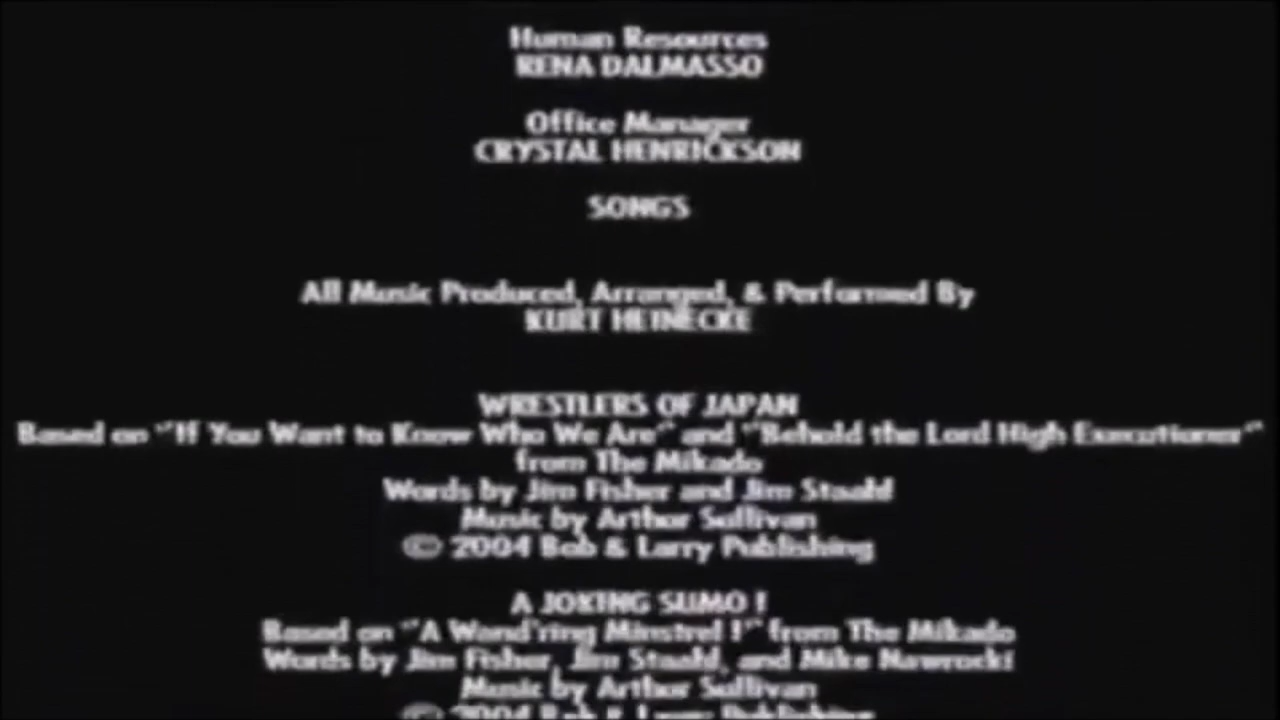 Human Resources
RENA DALMASSO
Office Manager
CRYSTAL HENRICKSON
SONGS
All Music Produced, Arranged, & Performed By
KURT HEINECKE
WRESTLERS OF JAPAN
Based on "If You Want to Know Who We Are" and "Behold the Lord High Executioner"
from The Mikado
Words by Jim Fisher and Jim Staahl
Music by Arthur Sullivan
© 2004 Bob & Larry Publishing
A JOKING SUMO I
Based on "A Wand'ring Minstrel I" from The Mikado
Words by Jim Fisher, Jim Staahl, and Mike Nawrocki
Music by Arthur Sullivan
© 2004 Bob & Larry Publishing